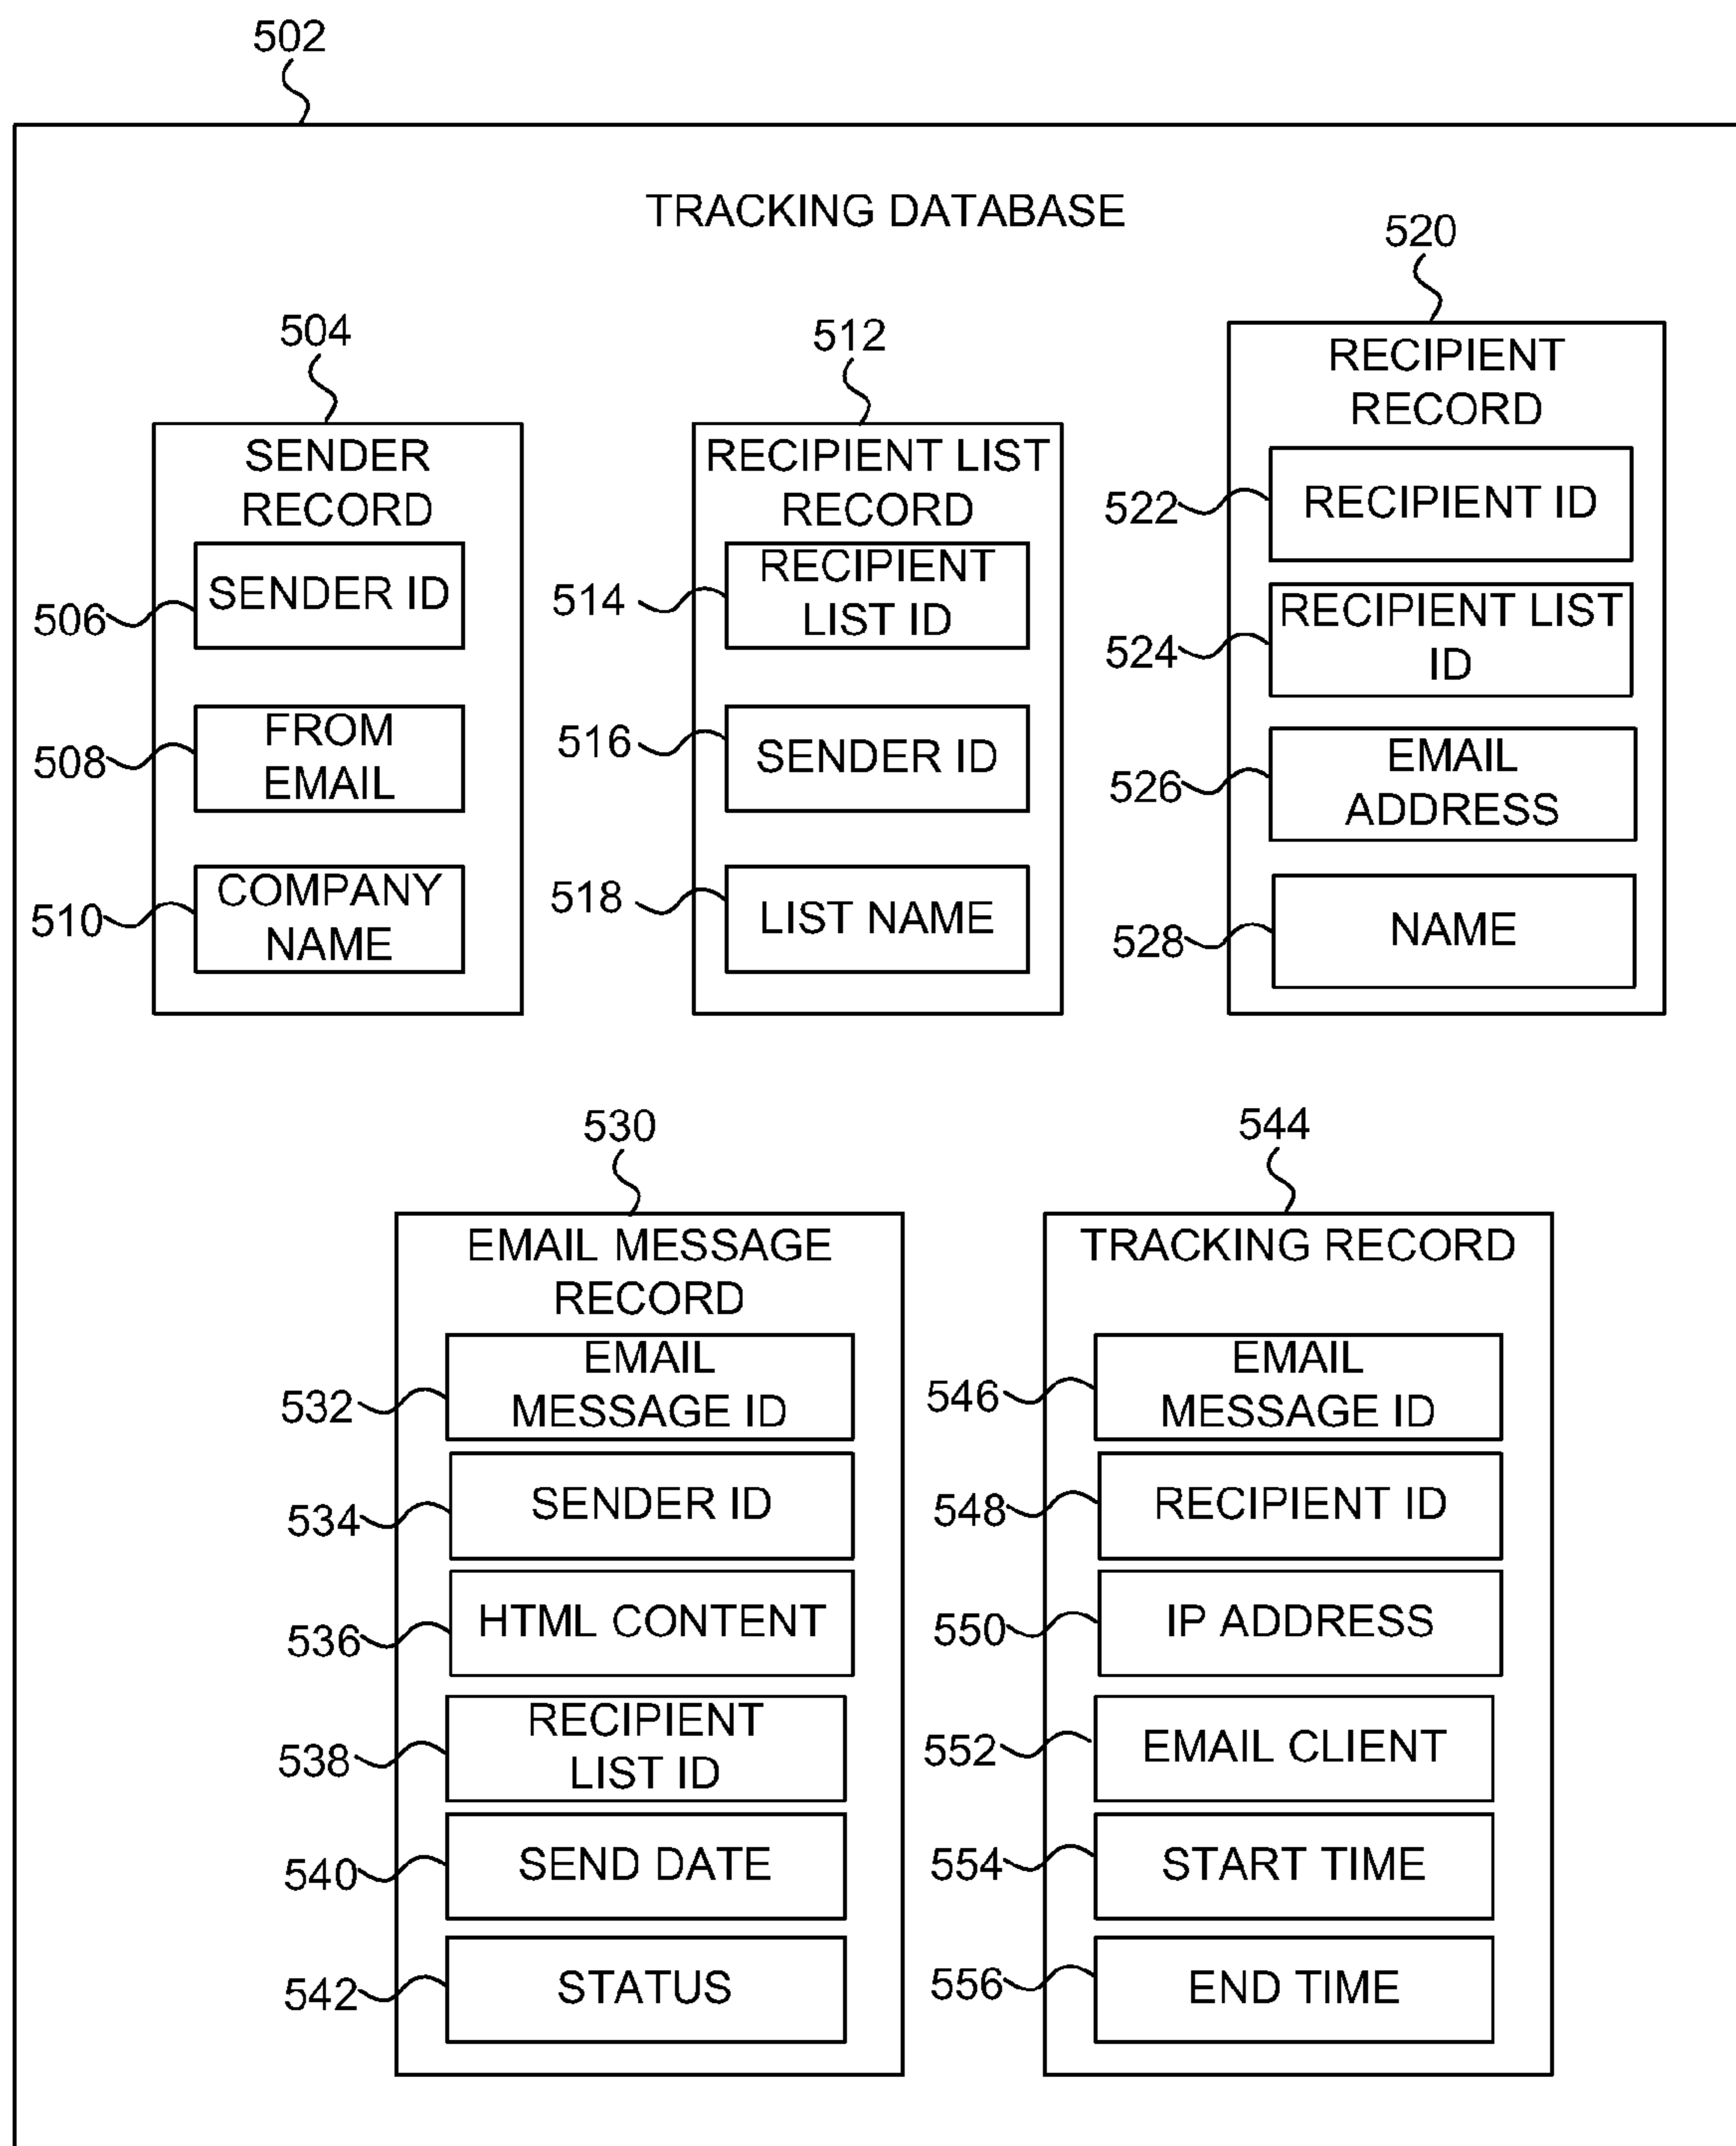 502
TRACKING DATABASE
504
SENDER
RECORD
506
SENDER ID
508
FROM
EMAIL
510
COMPANY
NAME
512
RECIPIENT LIST
RECORD
514
RECIPIENT
LIST ID
516
SENDER ID
518
LIST NAME
520
RECIPIENT
RECORD
522
RECIPIENT ID
524
RECIPIENT LIST
ID
526
EMAIL
ADDRESS
528
NAME
530
EMAIL MESSAGE
RECORD
532
EMAIL
MESSAGE ID
534
SENDER ID
536
HTML CONTENT
538
RECIPIENT
LIST ID
540
SEND DATE
542
STATUS
544
TRACKING RECORD
546
EMAIL
MESSAGE ID
548
RECIPIENT ID
550
IP ADDRESS
552
EMAIL CLIENT
554
START TIME
556
END TIME